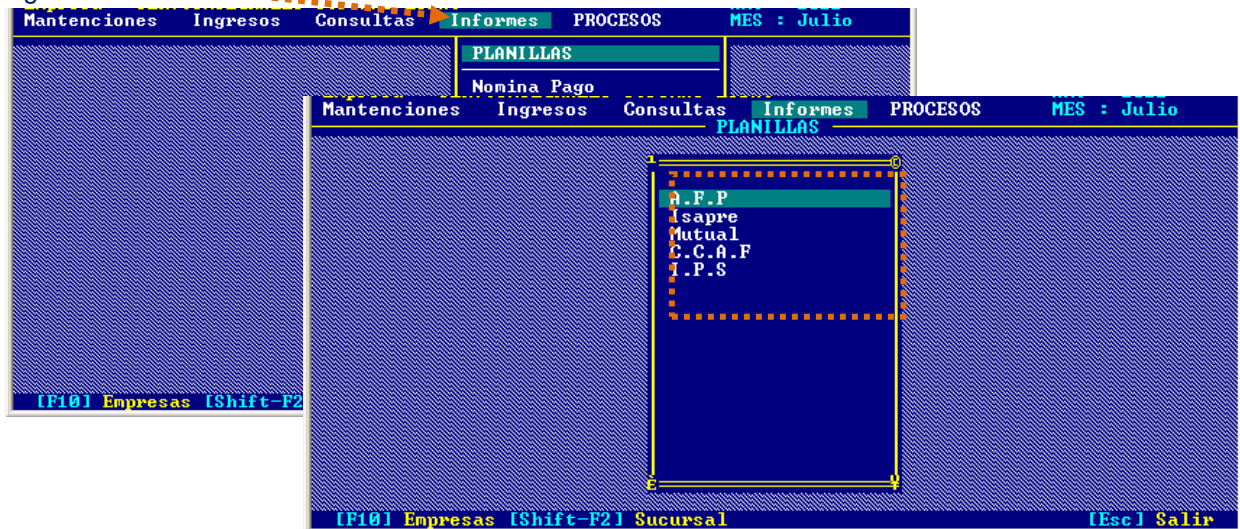 Mantenciones Ingresos Consultas Informes PROCESOS MES : Julio
PLANILLAS
Nomina Pago
[F10] Empresas [Shift-F2
Mantenciones Ingresos Consultas Informes PROCESOS MES : Julio
PLANILLAS
A.F.P
Isapre
Mutual
C.C.A.F
I.P.S
[F10] Empresas [Shift-F2] Sucursal [Esc] Salir